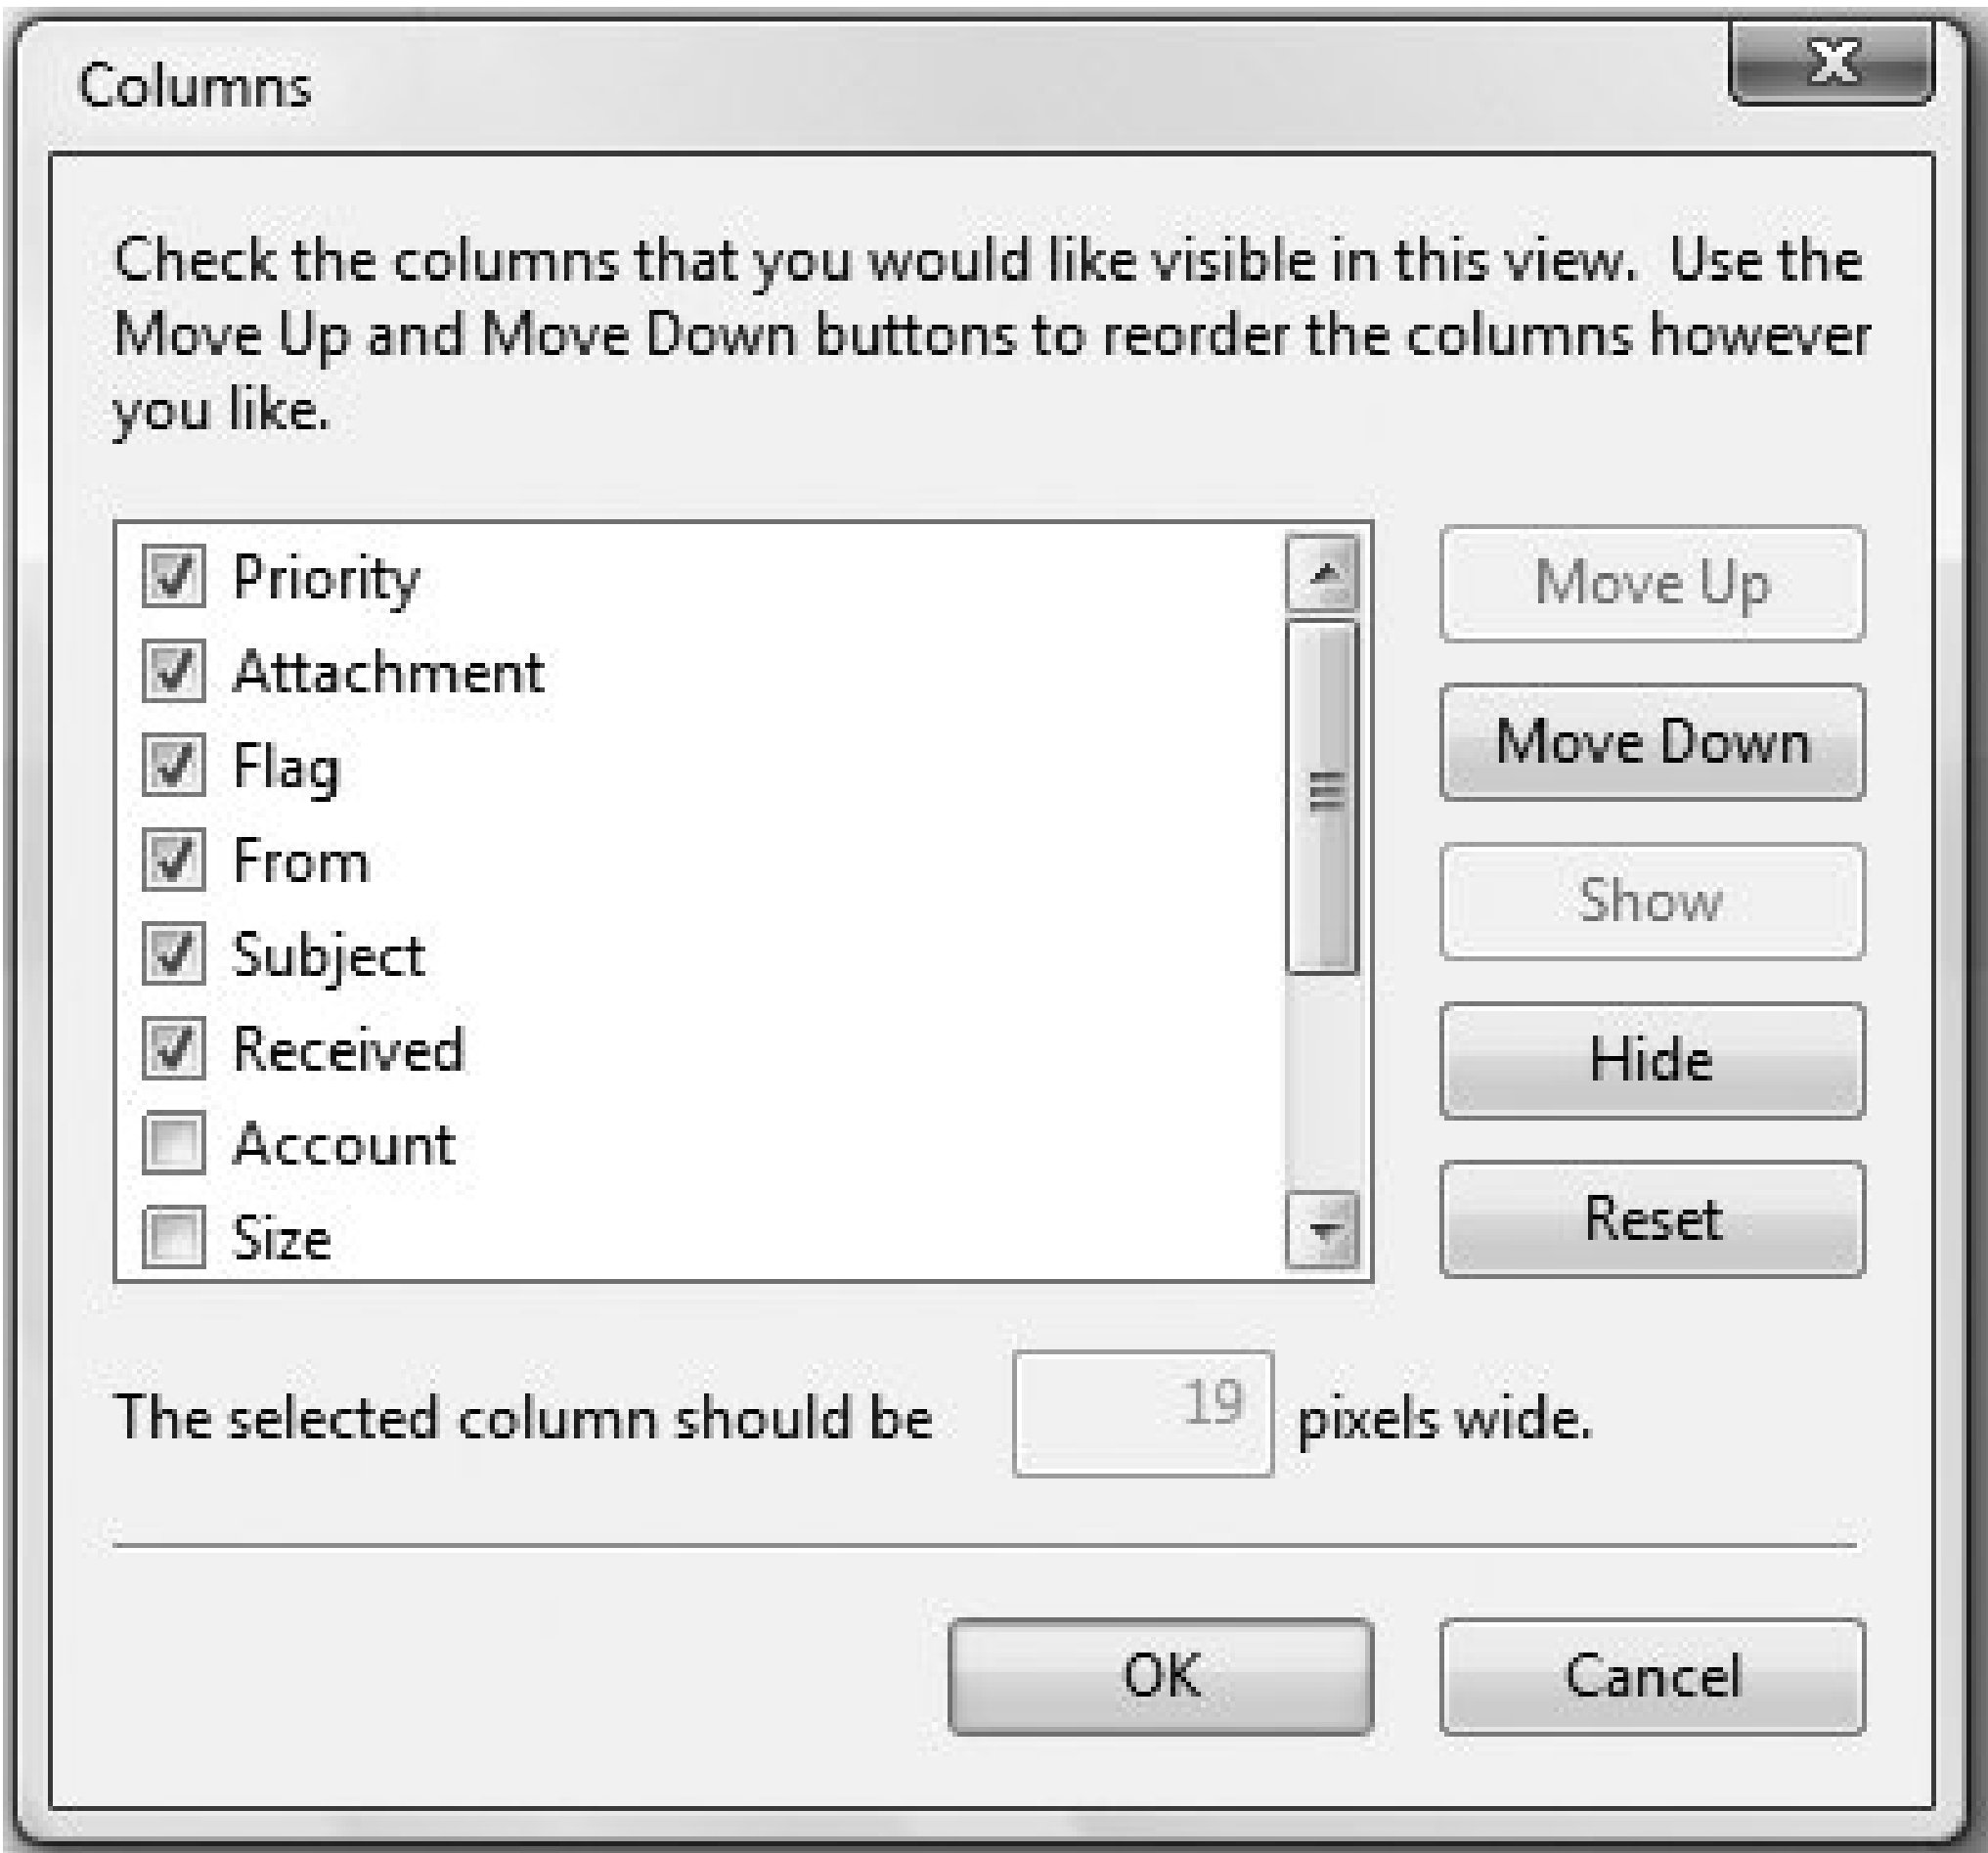 Columns
Check the columns that you would like visible in this view.  Use the
Move Up and Move Down buttons to reorder the columns however
you like.
Priority
Attachment
Flag
From
Subject
Received
Account
Size
Move Up
Move Down
Show
Hide
Reset
The selected column should be 19 pixels wide.
OK
Cancel